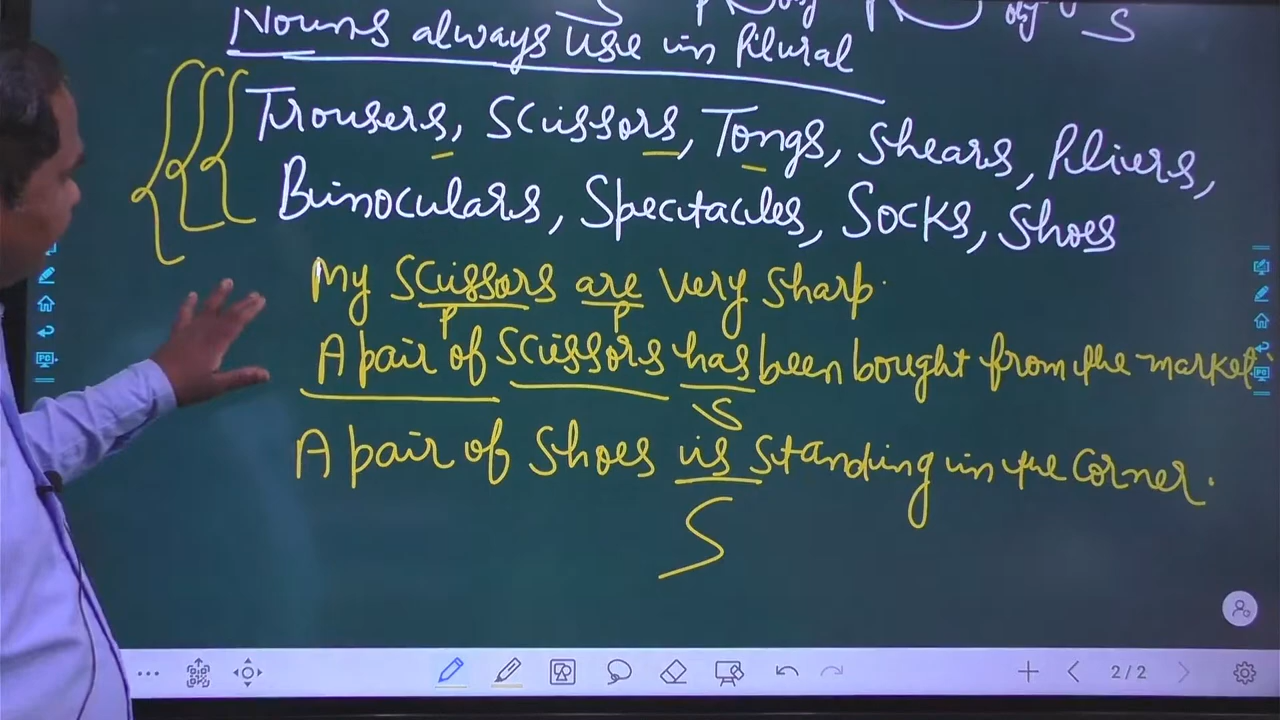 Nouns always use in Plural
Trousers, Scissors, Tongs, Shears, Pliers,
Binoculars, Spectacles, Socks, Shoes
My Scissors are very sharp.
P P
A pair of Scissors has been bought from the market.
S
A pair of Shoes is standing in the Corner.
S
2/2